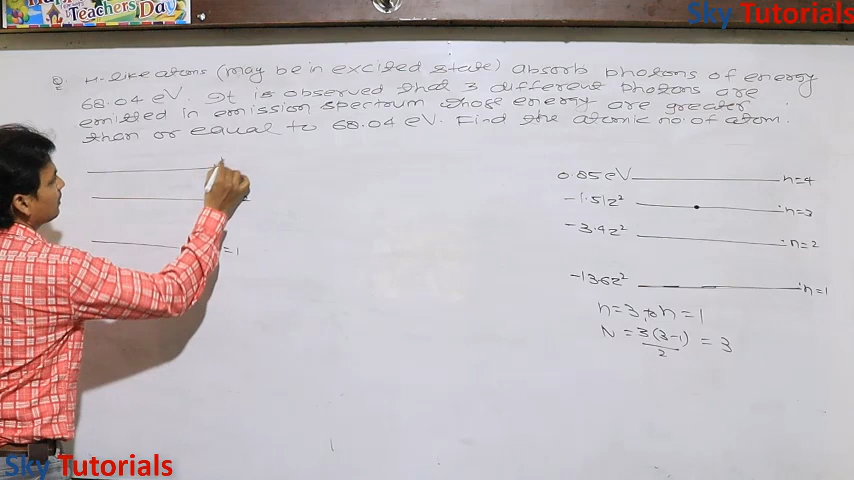 Teachers Day
Sky Tutorials
Q. H-like atoms (may be in excited state) absorb photons of energy
68.04 eV. It is observed that 3 different photons are
emitted in emission spectrum whose energy are greater
than or equal to 68.04 eV. Find the atomic no. of atom.
0.85 eV n=4
-1.51z² n=3
-3.4z² n=2
-13.6z² n=1
= 1
n=3 to n=1
N = 3(3-1)/2 = 3
Sky Tutorials